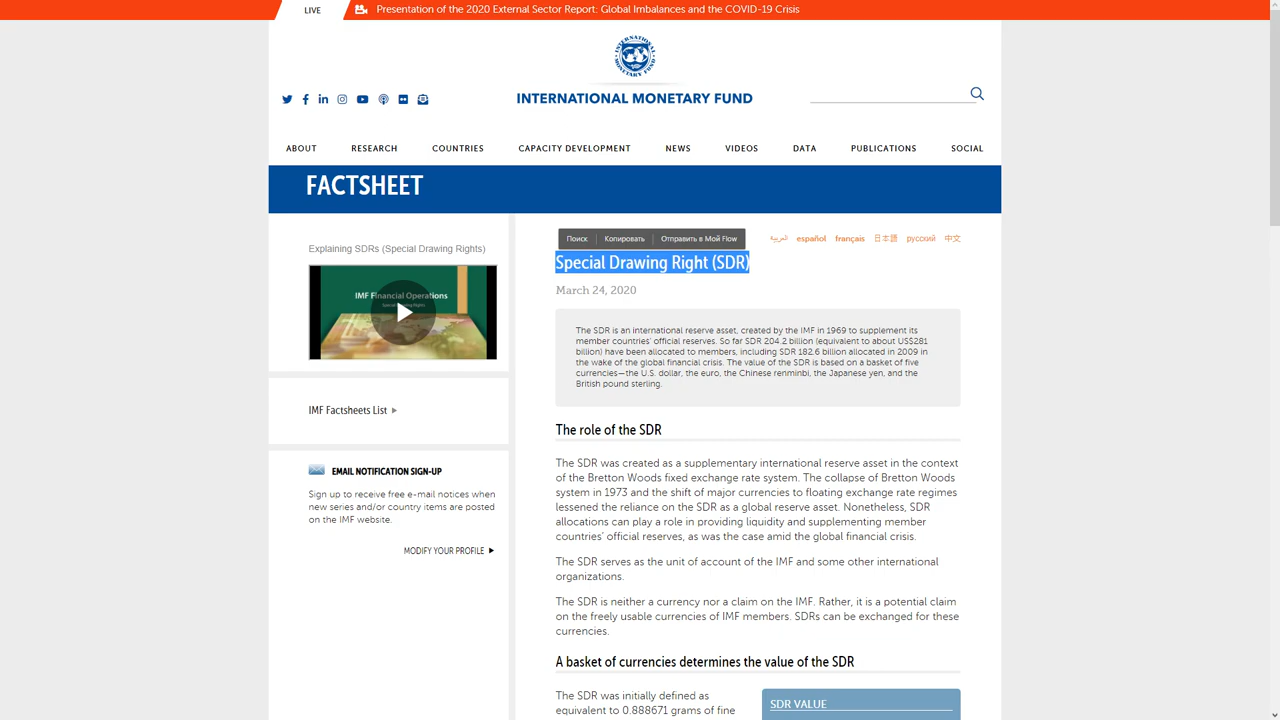 LIVE
Presentation of the 2020 External Sector Report: Global Imbalances and the COVID-19 Crisis
INTERNATIONAL MONETARY FUND
INTERNATIONAL MONETARY FUND
ABOUT
RESEARCH
COUNTRIES
CAPACITY DEVELOPMENT
NEWS
VIDEOS
DATA
PUBLICATIONS
SOCIAL
FACTSHEET
Explaining SDRs (Special Drawing Rights)
IMF Financial Operations
Special Drawing Rights
IMF Factsheets List
EMAIL NOTIFICATION SIGN-UP
Sign up to receive free e-mail notices when
new series and/or country items are posted
on the IMF website.
MODIFY YOUR PROFILE
Поиск
Копировать
Отправить в Мой Flow
العربية
español
français
日本語
русский
中文
Special Drawing Right (SDR)
March 24, 2020
The SDR is an international reserve asset, created by the IMF in 1969 to supplement its
member countries' official reserves. So far SDR 204.2 billion (equivalent to about US$281
billion) have been allocated to members, including SDR 182.6 billion allocated in 2009 in
the wake of the global financial crisis. The value of the SDR is based on a basket of five
currencies—the U.S. dollar, the euro, the Chinese renminbi, the Japanese yen, and the
British pound sterling.
The role of the SDR
The SDR was created as a supplementary international reserve asset in the context
of the Bretton Woods fixed exchange rate system. The collapse of Bretton Woods
system in 1973 and the shift of major currencies to floating exchange rate regimes
lessened the reliance on the SDR as a global reserve asset. Nonetheless, SDR
allocations can play a role in providing liquidity and supplementing member
countries' official reserves, as was the case amid the global financial crisis.
The SDR serves as the unit of account of the IMF and some other international
organizations.
The SDR is neither a currency nor a claim on the IMF. Rather, it is a potential claim
on the freely usable currencies of IMF members. SDRs can be exchanged for these
currencies.
A basket of currencies determines the value of the SDR
The SDR was initially defined as
equivalent to 0.888671 grams of fine
SDR VALUE